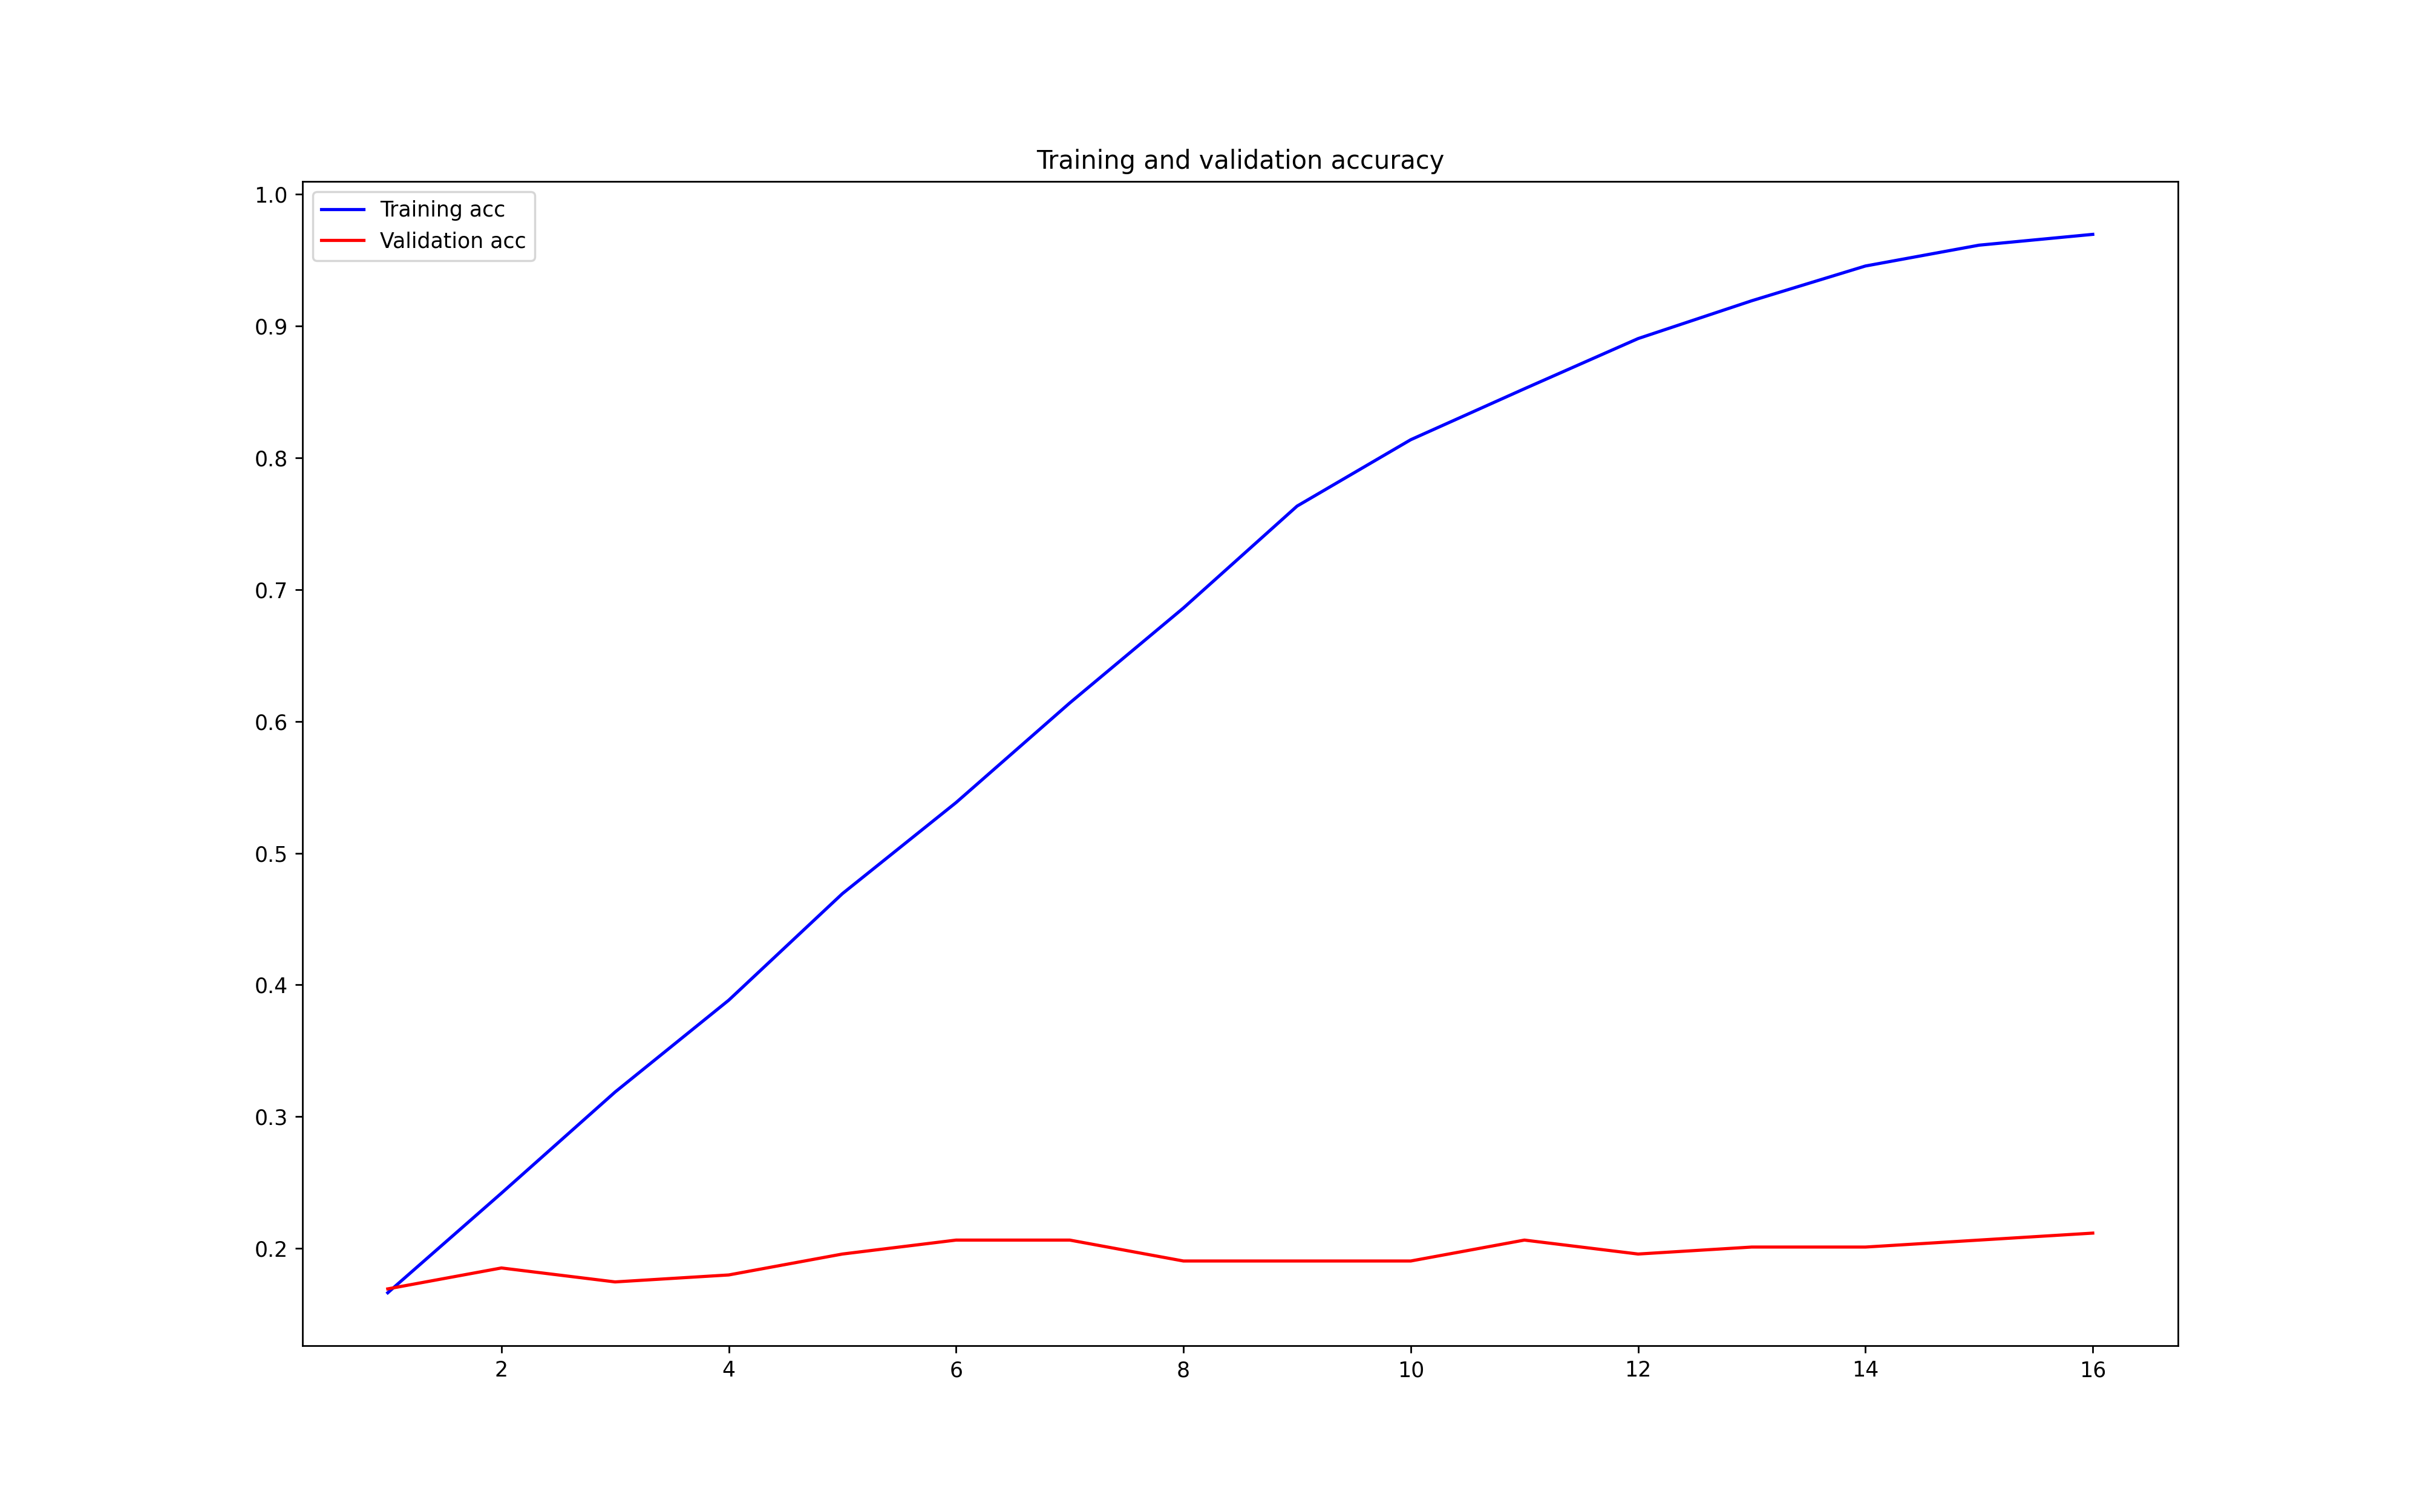 Training and validation accuracy
Training acc
Validation acc
1.0
0.9
0.8
0.7
0.6
0.5
0.4
0.3
0.2
2 4 6 8 10 12 14 16